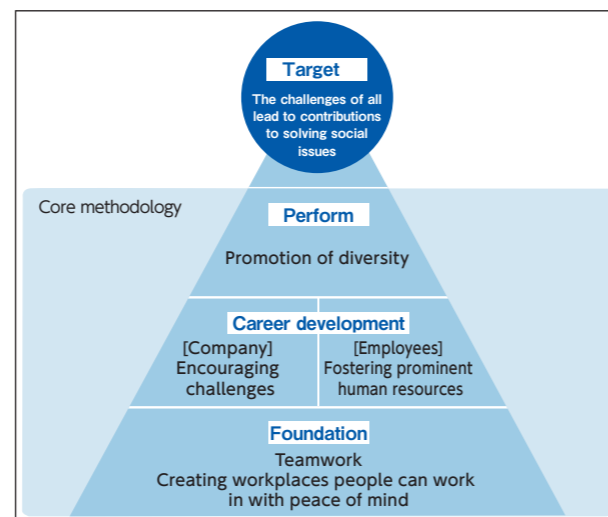 Target
The challenges of all
lead to contributions
to solving social
issues
Core methodology
Perform
Promotion of diversity
Career development
[Company]
Encouraging
challenges
[Employees]
Fostering prominent
human resources
Foundation
Teamwork
Creating workplaces people can work
in with peace of mind